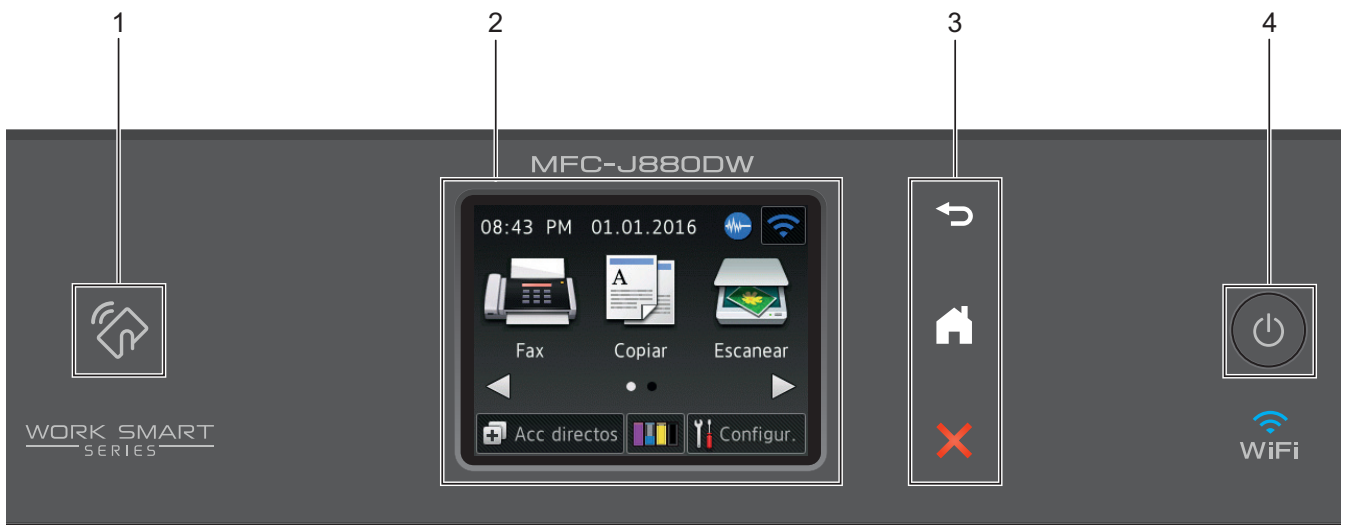 1 2 3 4
MFC-J880DW
08:43 PM 01.01.2016
A
Fax Copiar Escanear
Acc directos Configur.
WORK SMART
SERIES
WiFi